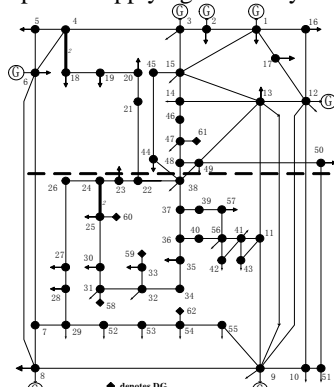 supply
G G G
5 4 3 2 1 16
G 6 18 19 20 45 15 17
21 14 13 12 G
46
47 61
44 48 49 50
26 24 23 22 38
2
2
25 60 37 39 57
36 40 56 41 11
27 30 59 33 35 42 43
28 31 32 34
58 62
7 29 52 53 54 55
8 9 10 51
G G
denotes DG